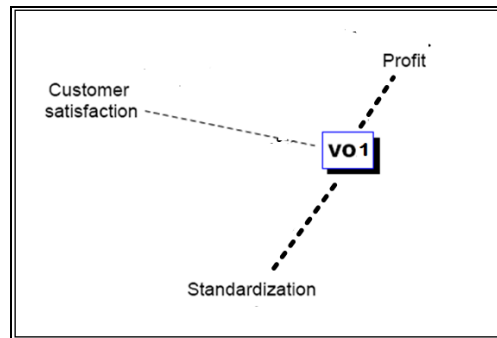 Profit
Customer
satisfaction
VO1
Standardization